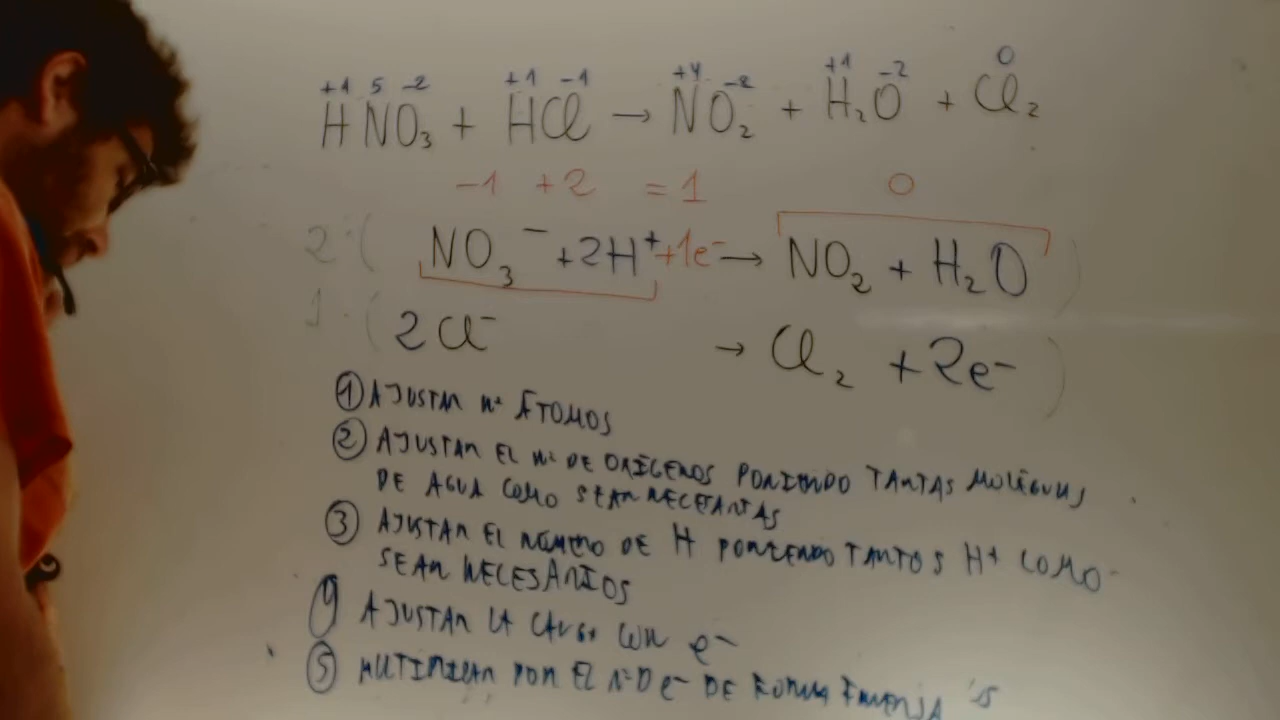 +1 5 -2 +1 -1 +4 -2 +1 -2 0
HNO₃ + HCl → NO₂ + H₂O + Cl₂
-1 +2 = 1 0
2·( NO₃⁻ + 2H⁺ + 1e⁻ → NO₂ + H₂O )
1·( 2Cl⁻ → Cl₂ + 2e⁻ )
① AJUSTAR Nº ÁTOMOS
② AJUSTAR EL Nº DE OXÍGENOS PONIENDO TANTAS MOLÉCULAS
DE AGUA COMO SEAN NECESARIAS
③ AJUSTAR EL NÚMERO DE H PONIENDO TANTOS H⁺ COMO
SEAN NECESARIOS
4 AJUSTAR LA CARGA CON e⁻
⑤ MULTIPLICAR POR EL Nº DE e⁻ DE FORMA